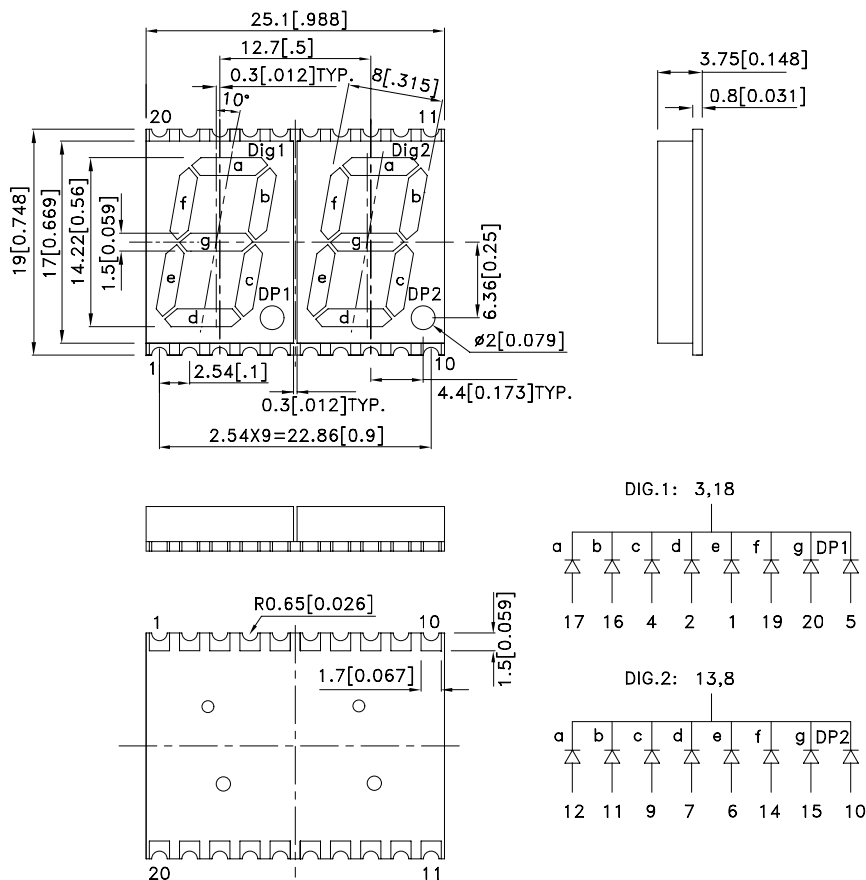 25.1[.988]
12.7[.5]
0.3[.012]TYP.
8[.315]
10°
20
11
Dig1
Dig2
a
b
c
d
e
f
g
DP1
a
b
c
d
e
f
g
DP2
19[0.748]
17[0.669]
14.22[0.56]
1.5[0.059]
6.36[0.25]
ø2[0.079]
1
10
2.54[.1]
0.3[.012]TYP.
4.4[0.173]TYP.
2.54X9=22.86[0.9]
3.75[0.148]
0.8[0.031]
1
R0.65[0.026]
10
1.5[0.059]
1.7[0.067]
20
11
DIG.1: 3,18
a b c d e f g DP1
17 16 4 2 1 19 20 5
DIG.2: 13,8
a b c d e f g DP2
12 11 9 7 6 14 15 10